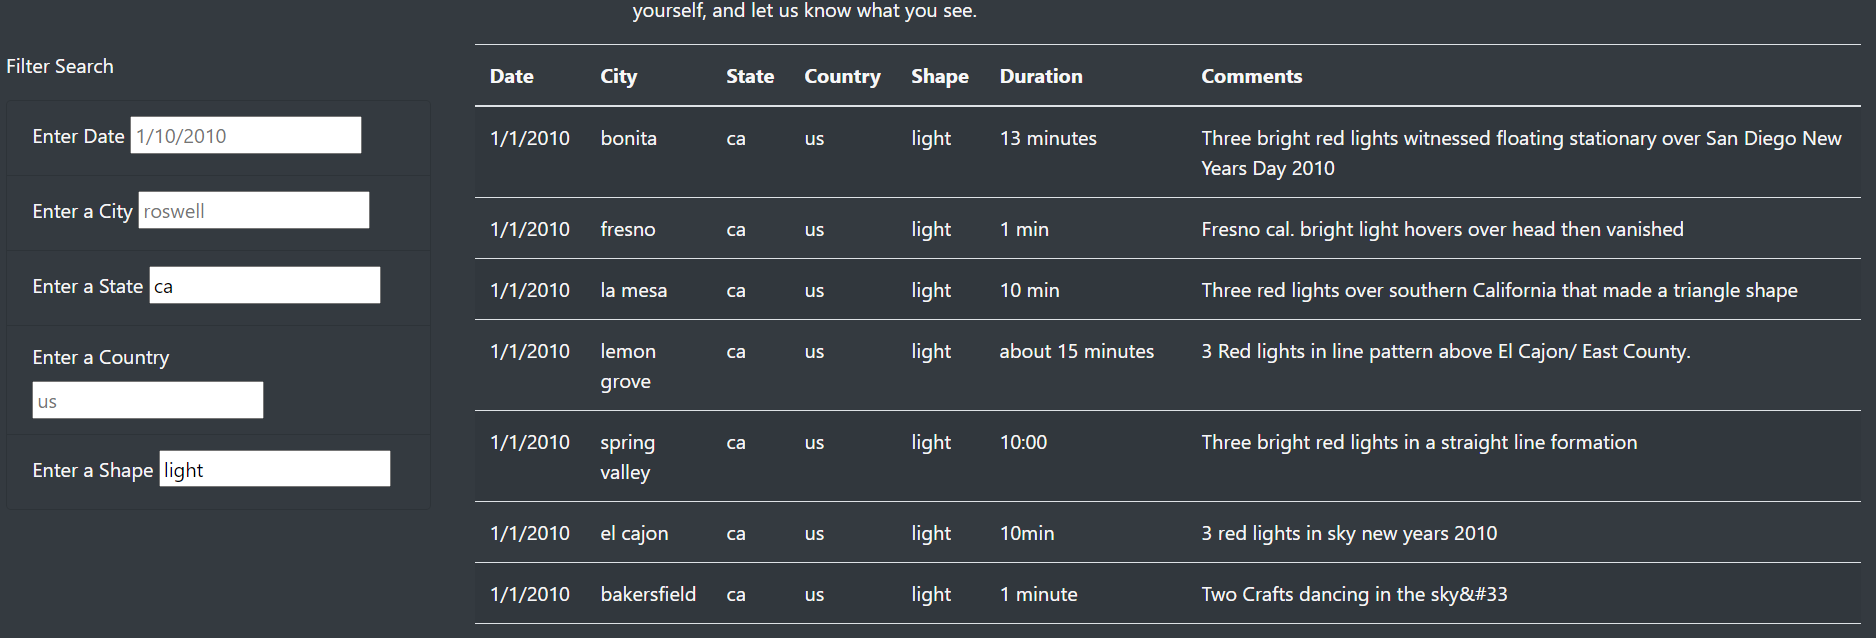 yourself, and let us know what you see.
Filter Search
Enter Date 1/10/2010
Enter a City roswell
Enter a State ca
Enter a Country
us
Enter a Shape light
Date City State Country Shape Duration Comments
1/1/2010 bonita ca us light 13 minutes Three bright red lights witnessed floating stationary over San Diego New
Years Day 2010
1/1/2010 fresno ca us light 1 min Fresno cal. bright light hovers over head then vanished
1/1/2010 la mesa ca us light 10 min Three red lights over southern California that made a triangle shape
1/1/2010 lemon ca us light about 15 minutes 3 Red lights in line pattern above El Cajon/ East County.
grove
1/1/2010 spring ca us light 10:00 Three bright red lights in a straight line formation
valley
1/1/2010 el cajon ca us light 10min 3 red lights in sky new years 2010
1/1/2010 bakersfield ca us light 1 minute Two Crafts dancing in the sky&#33